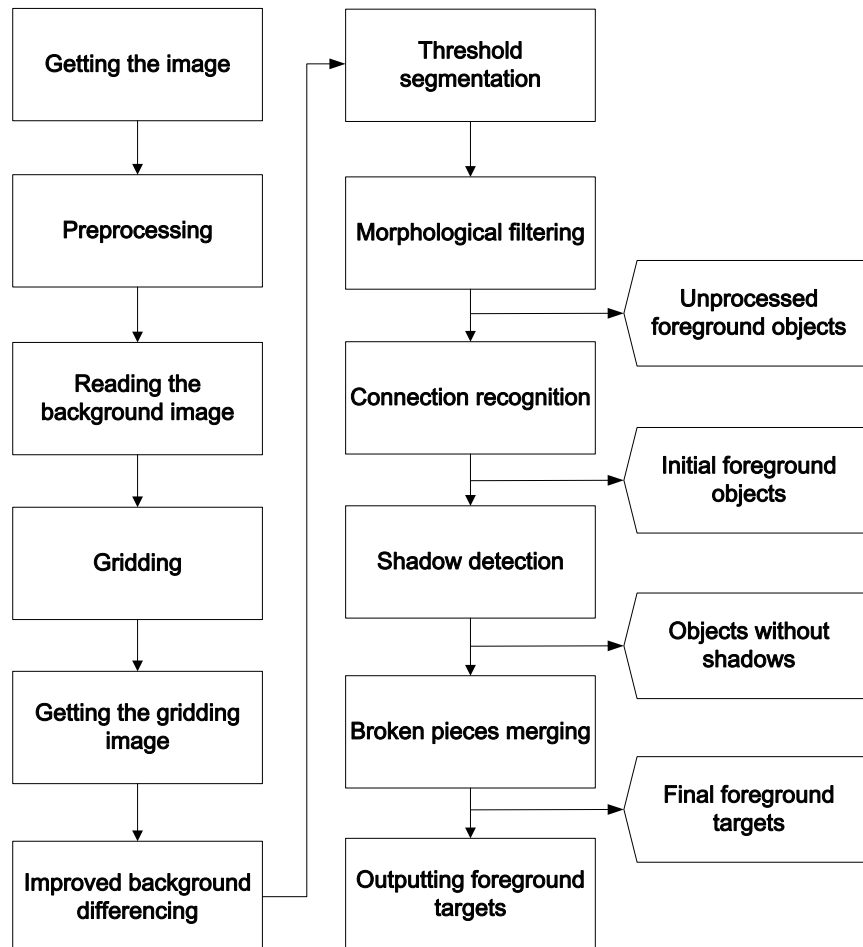 Getting the image
Preprocessing
Reading the
background image
Gridding
Getting the gridding
image
Improved background
differencing
Threshold
segmentation
Morphological filtering
Unprocessed
foreground objects
Connection recognition
Initial foreground
objects
Shadow detection
Objects without
shadows
Broken pieces merging
Final foreground
targets
Outputting foreground
targets